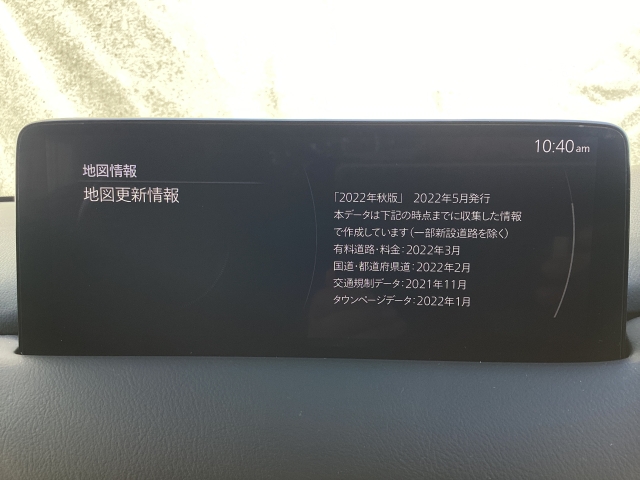 10:40am
地図情報
地図更新情報
「2022年秋版」 2022年5月発行
本データは下記の時点までに収集した情報
で作成しています(一部新設道路を除く)
有料道路・料金:2022年3月
国道・都道府県道:2022年2月
交通規制データ:2021年11月
タウンページデータ:2022年1月